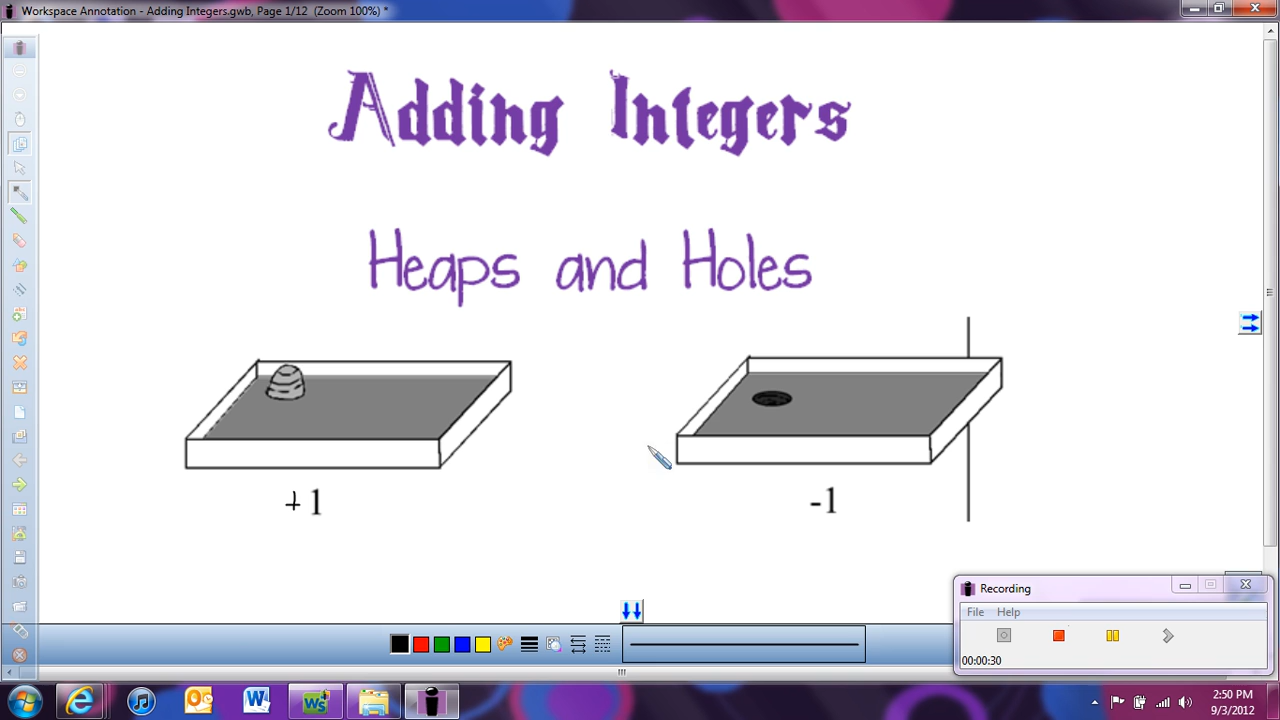 Workspace Annotation - Adding Integers.gwb, Page 1/12 (Zoom 100%) *
Adding Integers
Heaps and Holes
+1
-1
Recording
File Help
00:00:30
2:50 PM
9/3/2012